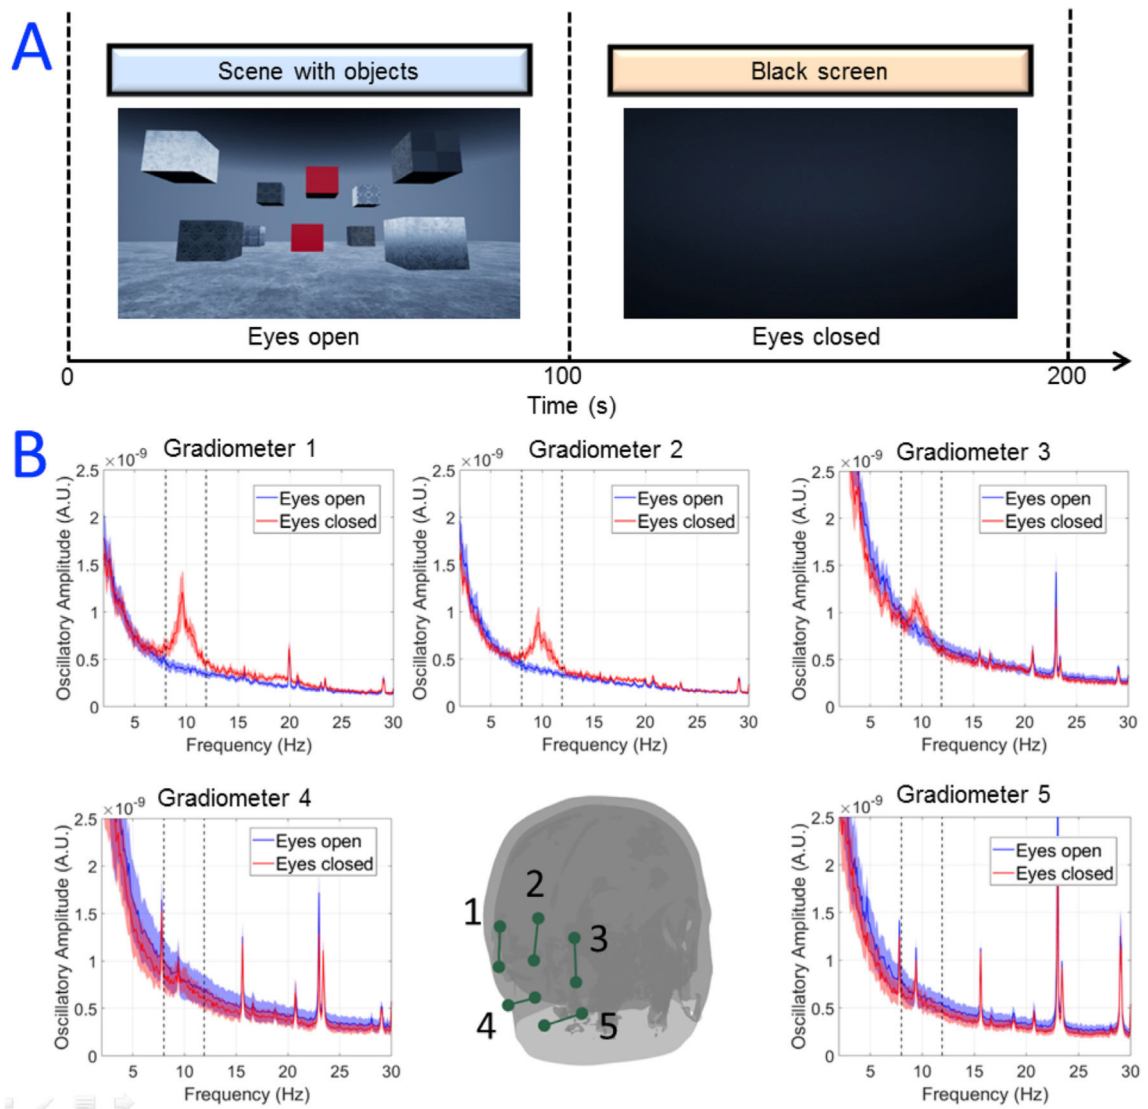 A
Scene with objects
Black screen
Eyes open
Eyes closed
0
100
200
Time (s)
B
Gradiometer 1
×10⁻⁹
2.5
2
1.5
1
0.5
0
Oscillatory Amplitude (A.U.)
Eyes open
Eyes closed
5 10 15 20 25 30
Frequency (Hz)
Gradiometer 2
×10⁻⁹
2.5
2
1.5
1
0.5
0
Oscillatory Amplitude (A.U.)
Eyes open
Eyes closed
5 10 15 20 25 30
Frequency (Hz)
Gradiometer 3
×10⁻⁹
2.5
2
1.5
1
0.5
0
Oscillatory Amplitude (A.U.)
Eyes open
Eyes closed
5 10 15 20 25 30
Frequency (Hz)
Gradiometer 4
×10⁻⁹
2.5
2
1.5
1
0.5
0
Oscillatory Amplitude (A.U.)
Eyes open
Eyes closed
5 10 15 20 25 30
Frequency (Hz)
1
2
3
4
5
Gradiometer 5
×10⁻⁹
2.5
2
1.5
1
0.5
0
Oscillatory Amplitude (A.U.)
Eyes open
Eyes closed
5 10 15 20 25 30
Frequency (Hz)